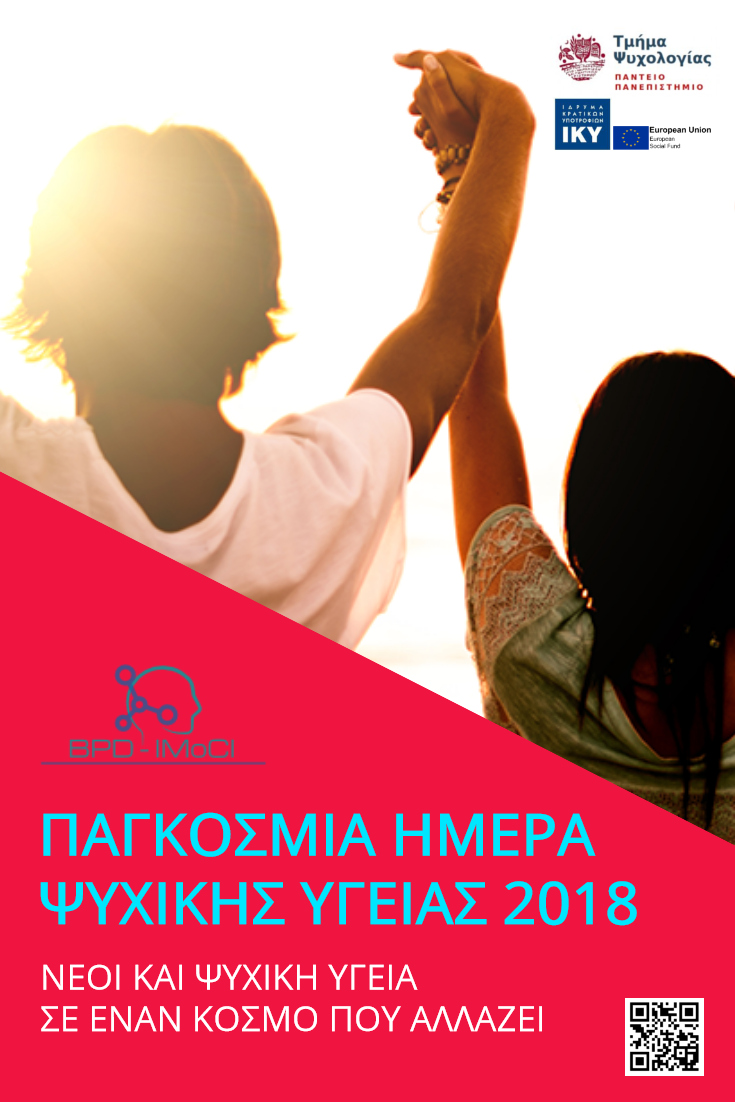 Τμήμα
Ψυχολογίας
ΠΑΝΤΕΙΟ
ΠΑΝΕΠΙΣΤΗΜΙΟ
ΙΔΡΥΜΑ
ΚΡΑΤΙΚΩΝ
ΥΠΟΤΡΟΦΙΩΝ
ΙΚΥ
European Union
European
Social Fund
BPD-IMoCI
ΠΑΓΚΟΣΜΙΑ ΗΜΕΡΑ
ΨΥΧΙΚΗΣ ΥΓΕΙΑΣ 2018
ΝΕΟΙ ΚΑΙ ΨΥΧΙΚΗ ΥΓΕΙΑ
ΣΕ ΕΝΑΝ ΚΟΣΜΟ ΠΟΥ ΑΛΛΑΖΕΙ